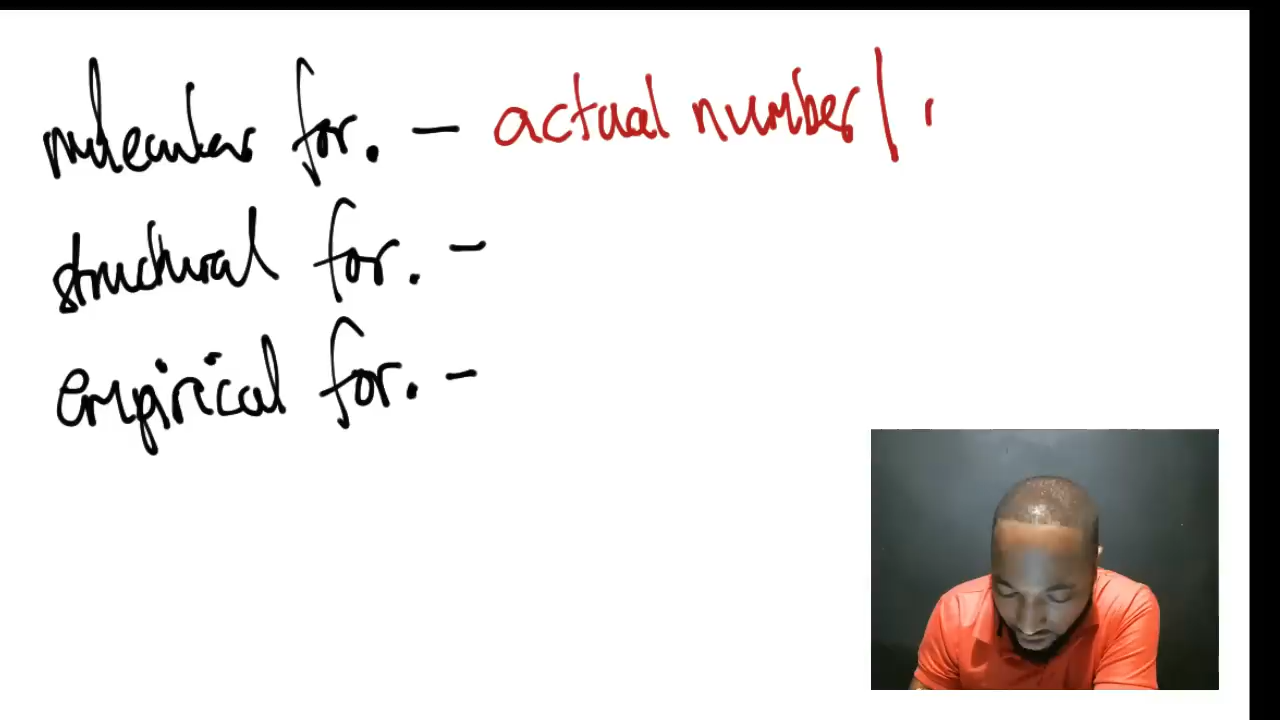 molecular for. - actual number/
structural for. -
empirical for. -